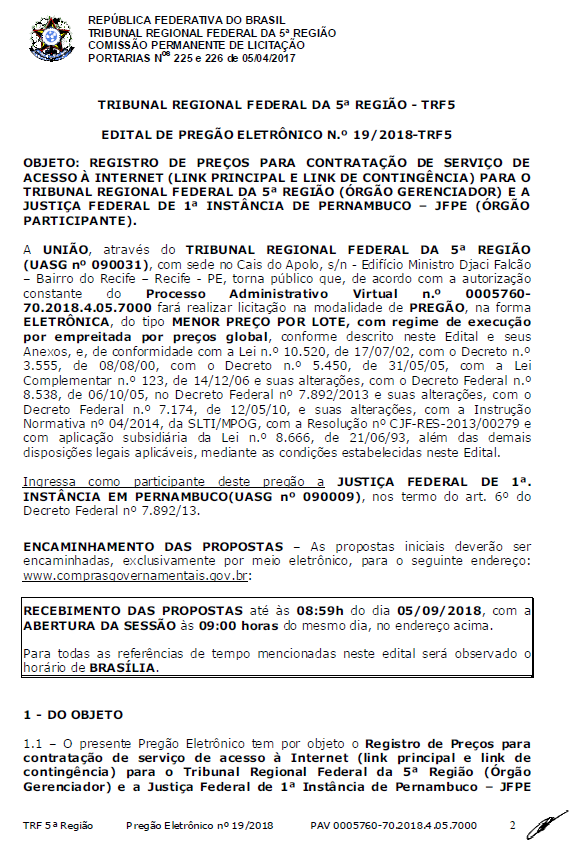 REPÚBLICA FEDERATIVA DO BRASIL
TRIBUNAL REGIONAL FEDERAL DA 5ª REGIÃO
COMISSÃO PERMANENTE DE LICITAÇÃO
PORTARIAS Nºs 225 e 226 de 05/04/2017
TRIBUNAL REGIONAL FEDERAL DA 5ª REGIÃO - TRF5
EDITAL DE PREGÃO ELETRÔNICO N.º 19/2018-TRF5
OBJETO: REGISTRO DE PREÇOS PARA CONTRATAÇÃO DE SERVIÇO DE
ACESSO À INTERNET (LINK PRINCIPAL E LINK DE CONTINGÊNCIA) PARA O
TRIBUNAL REGIONAL FEDERAL DA 5ª REGIÃO (ÓRGÃO GERENCIADOR) E A
JUSTIÇA FEDERAL DE 1ª INSTÂNCIA DE PERNAMBUCO – JFPE (ÓRGÃO
PARTICIPANTE).
A UNIÃO, através do TRIBUNAL REGIONAL FEDERAL DA 5ª REGIÃO
(UASG nº 090031), com sede no Cais do Apolo, s/n - Edifício Ministro Djaci Falcão
– Bairro do Recife – Recife - PE, torna público que, de acordo com a autorização
constante do Processo Administrativo Virtual n.º 0005760-
70.2018.4.05.7000 fará realizar licitação na modalidade de PREGÃO, na forma
ELETRÔNICA, do tipo MENOR PREÇO POR LOTE, com regime de execução
por empreitada por preços global, conforme descrito neste Edital e seus
Anexos, e, de conformidade com a Lei n.º 10.520, de 17/07/02, com o Decreto n.º
3.555, de 08/08/00, com o Decreto n.º 5.450, de 31/05/05, com a Lei
Complementar n.º 123, de 14/12/06 e suas alterações, com o Decreto Federal n.º
8.538, de 06/10/05, no Decreto Federal nº 7.892/2013 e suas alterações, com o
Decreto Federal n.º 7.174, de 12/05/10, e suas alterações, com a Instrução
Normativa nº 04/2014, da SLTI/MPOG, com a Resolução nº CJF-RES-2013/00279 e
com aplicação subsidiária da Lei n.º 8.666, de 21/06/93, além das demais
disposições legais aplicáveis, mediante as condições estabelecidas neste Edital.
Ingressa como participante deste pregão a JUSTIÇA FEDERAL DE 1ª.
INSTÂNCIA EM PERNAMBUCO(UASG nº 090009), nos termo do art. 6º do
Decreto Federal nº 7.892/13.
ENCAMINHAMENTO DAS PROPOSTAS – As propostas iniciais deverão ser
encaminhadas, exclusivamente por meio eletrônico, para o seguinte endereço:
www.comprasgovernamentais.gov.br:
RECEBIMENTO DAS PROPOSTAS até às 08:59h do dia 05/09/2018, com a
ABERTURA DA SESSÃO às 09:00 horas do mesmo dia, no endereço acima.
Para todas as referências de tempo mencionadas neste edital será observado o
horário de BRASÍLIA.
1 - DO OBJETO
1.1 – O presente Pregão Eletrônico tem por objeto o Registro de Preços para
contratação de serviço de acesso à Internet (link principal e link de
contingência) para o Tribunal Regional Federal da 5ª Região (Órgão
Gerenciador) e a Justiça Federal de 1ª Instância de Pernambuco – JFPE
TRF 5ª Região Pregão Eletrônico nº 19/2018 PAV 0005760-70.2018.4.05.7000 2